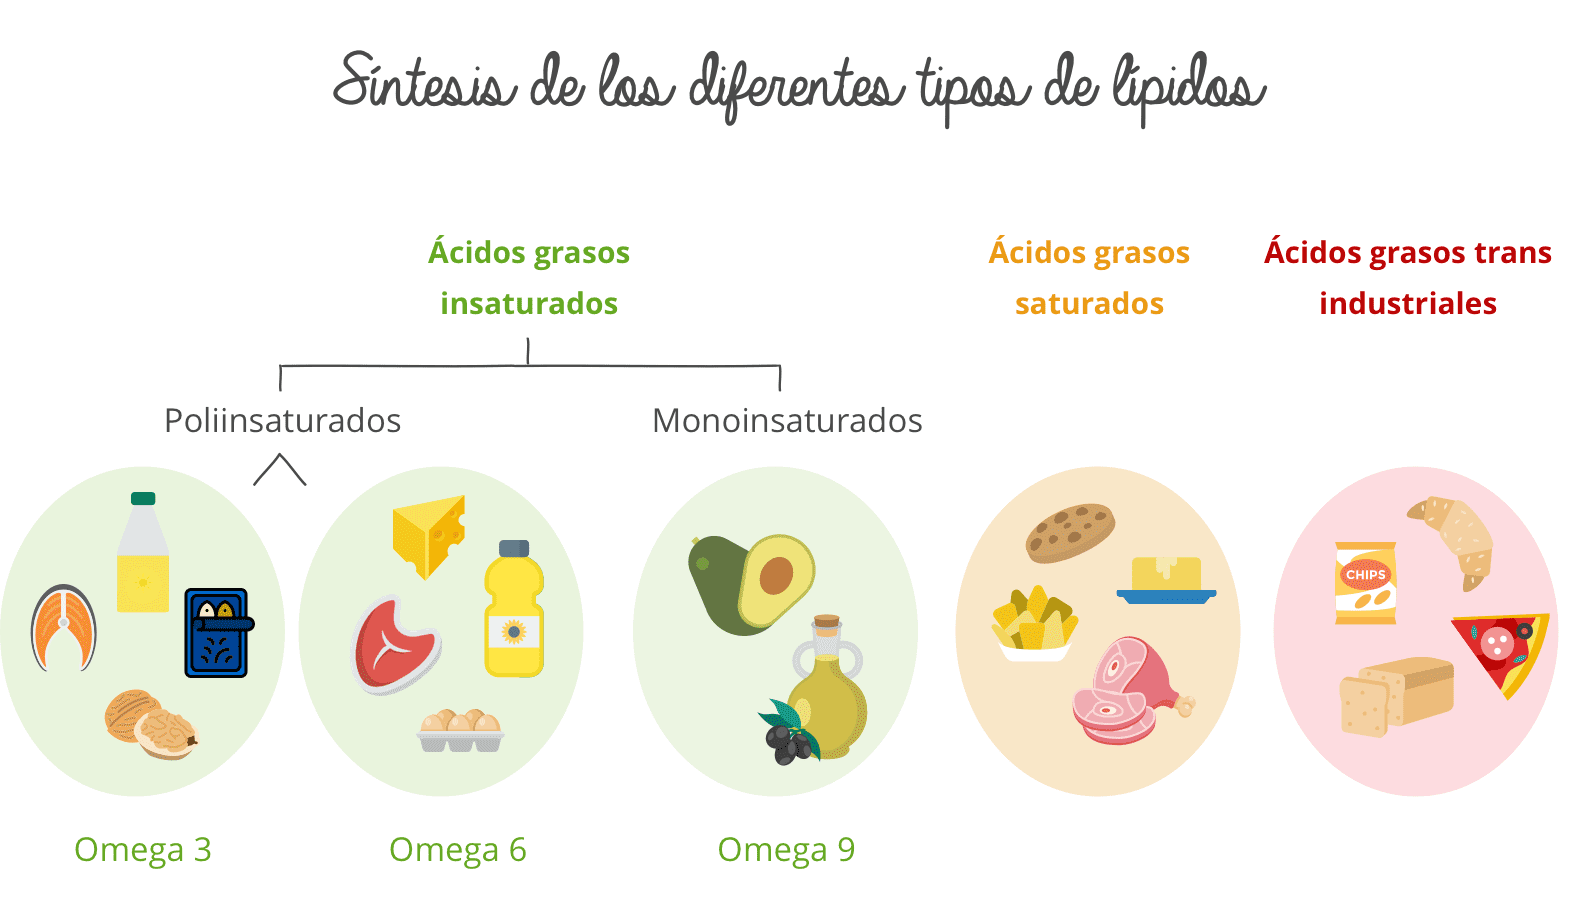 Síntesis de los diferentes tipos de lípidos
Ácidos grasos
insaturados
Ácidos grasos
saturados
Ácidos grasos trans
industriales
Poliinsaturados
Monoinsaturados
CHIPS
Omega 3
Omega 6
Omega 9